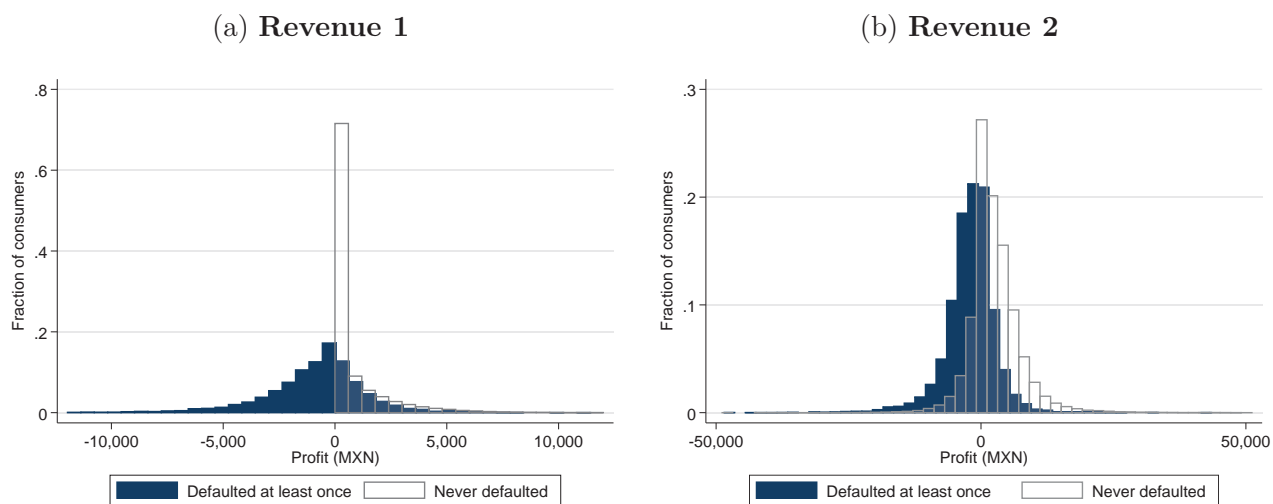 (a) Revenue 1
.8
.6
.4
.2
0
Fraction of consumers
-10,000 -5,000 0 5,000 10,000
Profit (MXN)
Defaulted at least once Never defaulted
(b) Revenue 2
.3
.2
.1
0
Fraction of consumers
-50,000 0 50,000
Profit (MXN)
Defaulted at least once Never defaulted